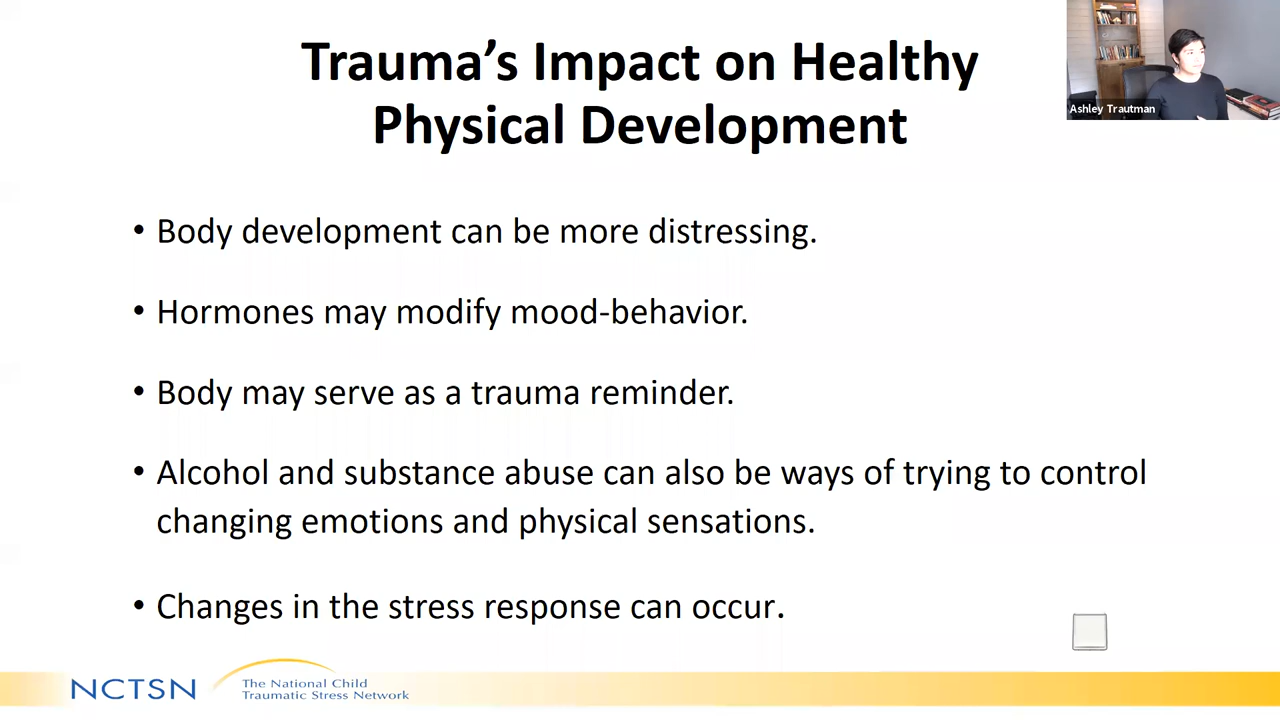 Trauma’s Impact on Healthy
Physical Development
Ashley Trautman
• Body development can be more distressing.
• Hormones may modify mood-behavior.
• Body may serve as a trauma reminder.
• Alcohol and substance abuse can also be ways of trying to control
changing emotions and physical sensations.
• Changes in the stress response can occur.
NCTSN
The National Child
Traumatic Stress Network